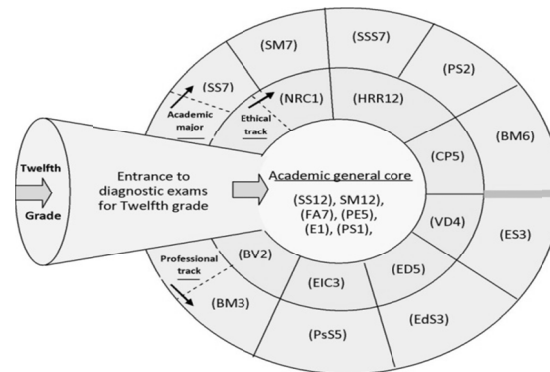 (SSS7)
(SM7)
(PS2)
(SS7)
(NRC1)
(HRR12)
Academic
major
Ethical
track
(BM6)
(CP5)
Twelfth
Grade
Entrance to
diagnostic exams
for Twelfth grade
Academic general core
(SS12), SM12),
(FA7), (PE5),
(E1), (PS1),
(VD4)
(ES3)
Professional
track
(BV2)
(EIC3)
(ED5)
(BM3)
(PsS5)
(EdS3)